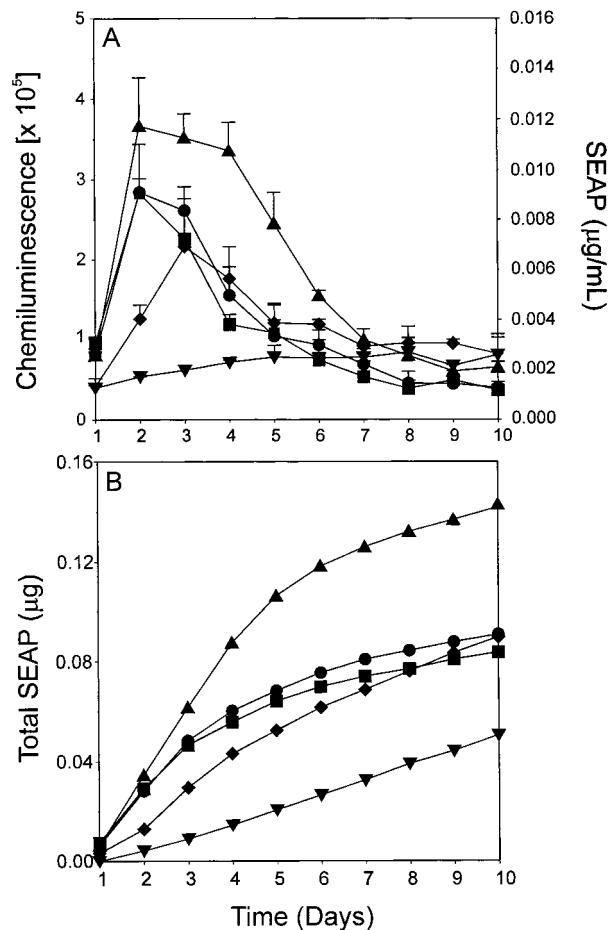 A
Chemiluminescence [x 10⁵]
5
4
3
2
1
0
0.016
0.014
0.012
0.010
0.008
0.006
0.004
0.002
0.000
SEAP (µg/mL)
1 2 3 4 5 6 7 8 9 10
B
Total SEAP (µg)
0.16
0.12
0.08
0.04
0.00
1 2 3 4 5 6 7 8 9 10
Time (Days)